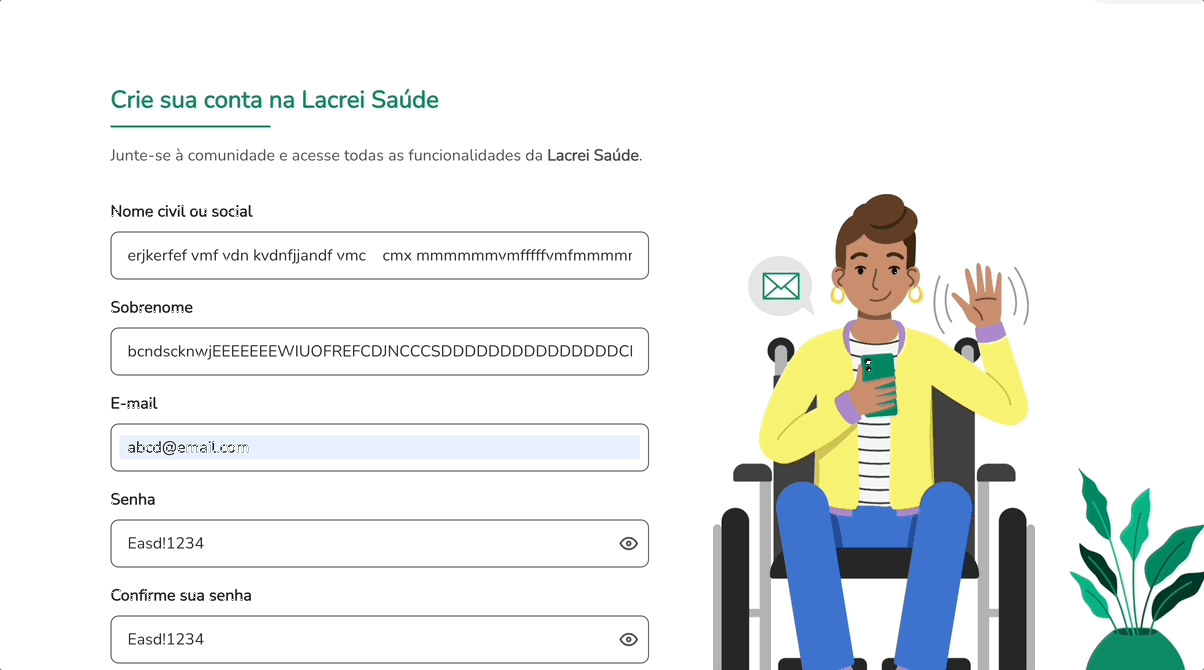 Crie sua conta na Lacrei Saúde
Junte-se à comunidade e acesse todas as funcionalidades da Lacrei Saúde.
Nome civil ou social
erjkerfef vmf vdn kvdnfjjandf vmc cmx mmmmmmvmfffffvmfmmmmr
Sobrenome
bcndscknwjEEEEEEEWIUOFREFCDJNCCCSDDDDDDDDDDDDDDDCI
E-mail
abcd@email.com
Senha
Easd!1234
Confirme sua senha
Easd!1234